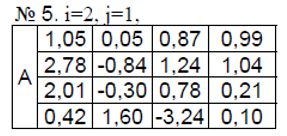 № 5. i=2, j=1,
A
1,05 0,05 0,87 0,99
2,78 -0,84 1,24 1,04
2,01 -0,30 0,78 0,21
0,42 1,60 -3,24 0,10